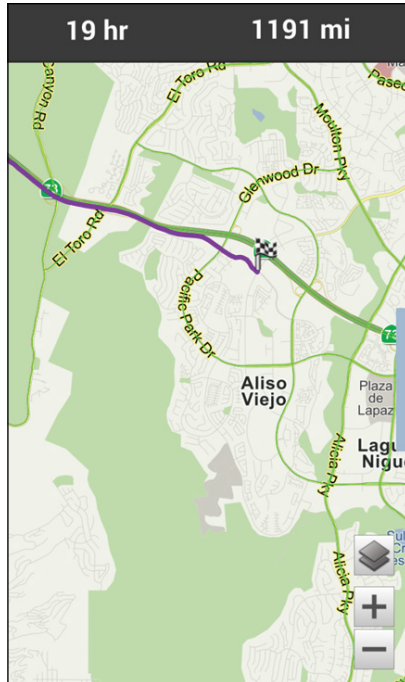 19 hr
1191 mi
Canyon Rd
El Toro Rd
Moulton Pky
Glenwood Dr
73
El Toro Rd
Pacific Park Dr
73
Aliso
Viejo
Plaza
de
Lapaz
Alicia Pky
Alicia Pky
+
−